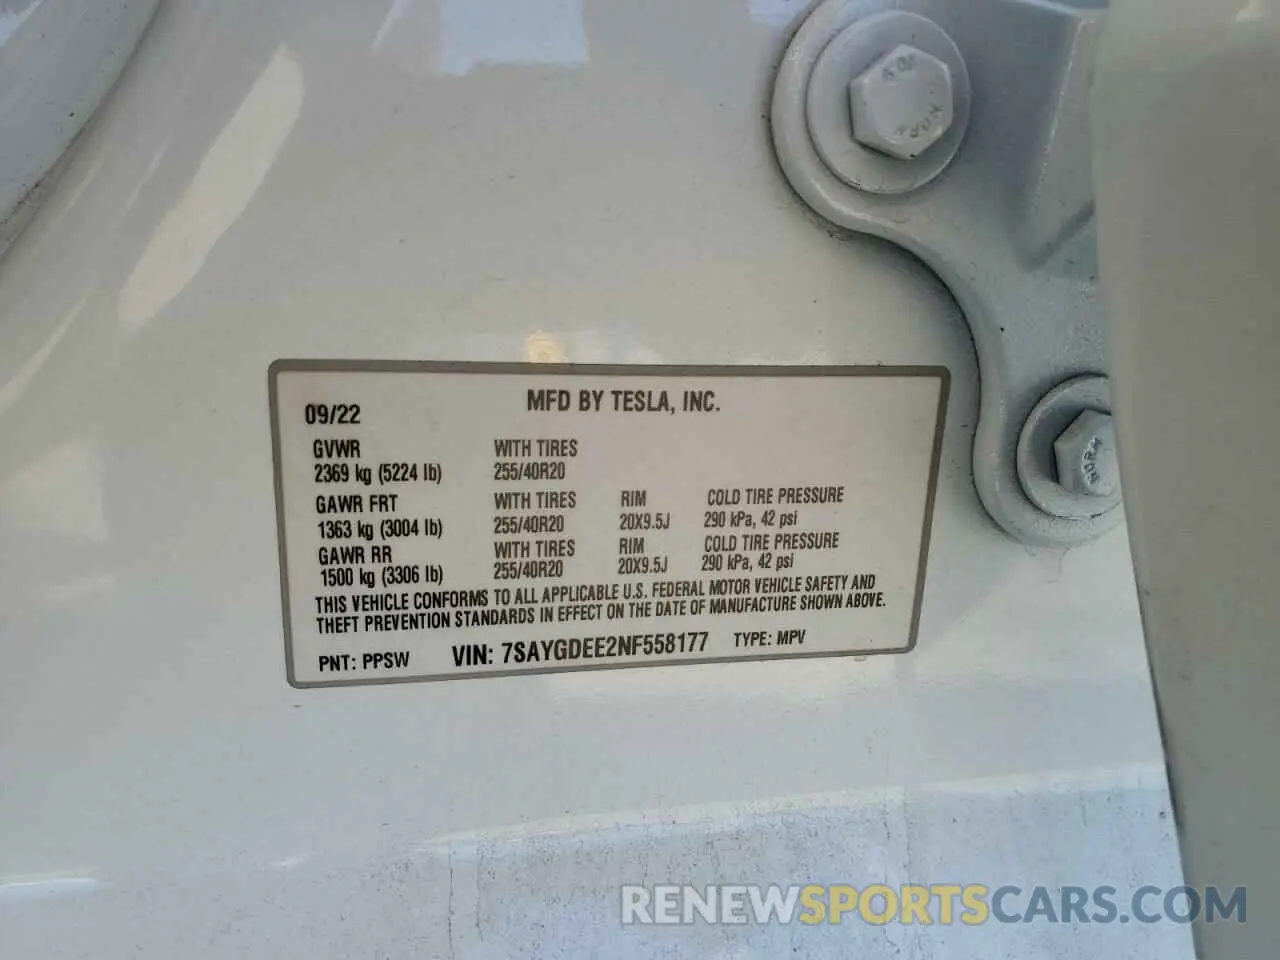 MFD BY TESLA, INC.
09/22
GVWR WITH TIRES
2369 kg (5224 lb) 255/40R20
GAWR FRT WITH TIRES RIM COLD TIRE PRESSURE
1363 kg (3004 lb) 255/40R20 20X9.5J 290 kPa, 42 psi
GAWR RR WITH TIRES RIM COLD TIRE PRESSURE
1500 kg (3306 lb) 255/40R20 20X9.5J 290 kPa, 42 psi
THIS VEHICLE CONFORMS TO ALL APPLICABLE U.S. FEDERAL MOTOR VEHICLE SAFETY AND
THEFT PREVENTION STANDARDS IN EFFECT ON THE DATE OF MANUFACTURE SHOWN ABOVE.
PNT: PPSW VIN: 7SAYGDEE2NF558177 TYPE: MPV
RENEWSPORTSCARS.COM